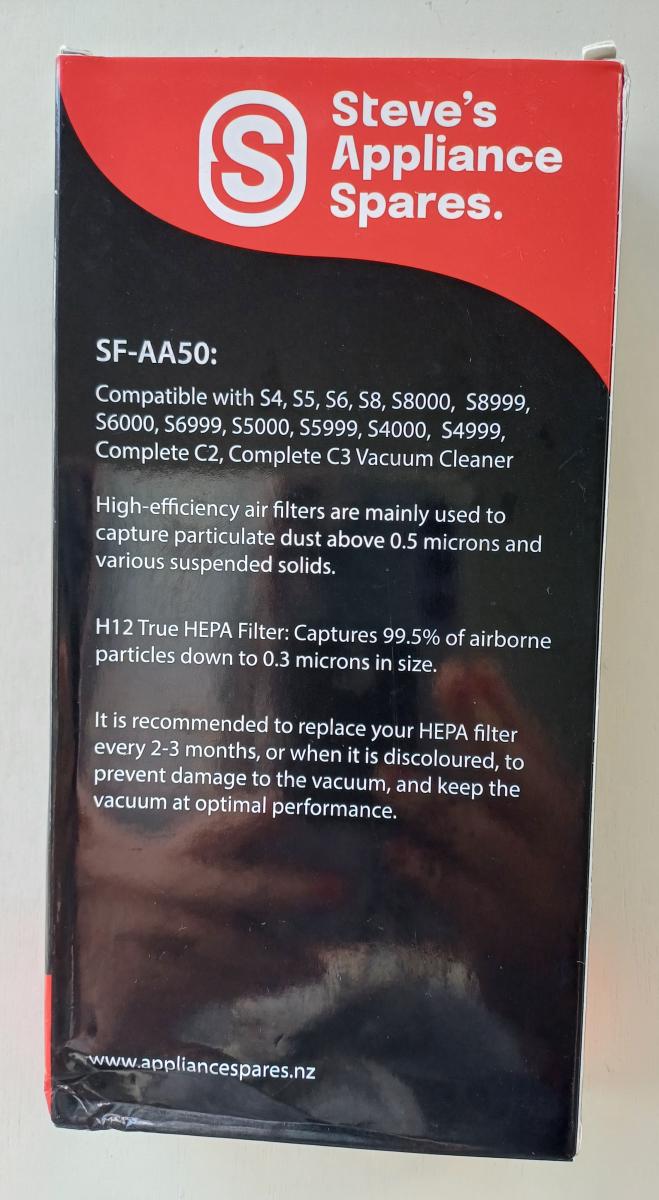 S
Steve's
Appliance
Spares.
SF-AA50:
Compatible with S4, S5, S6, S8, S8000, S8999,
S6000, S6999, S5000, S5999, S4000, S4999,
Complete C2, Complete C3 Vacuum Cleaner
High-efficiency air filters are mainly used to
capture particulate dust above 0.5 microns and
various suspended solids.
H12 True HEPA Filter: Captures 99.5% of airborne
particles down to 0.3 microns in size.
It is recommended to replace your HEPA filter
every 2-3 months, or when it is discoloured, to
prevent damage to the vacuum, and keep the
vacuum at optimal performance.
www.appliancespares.nz